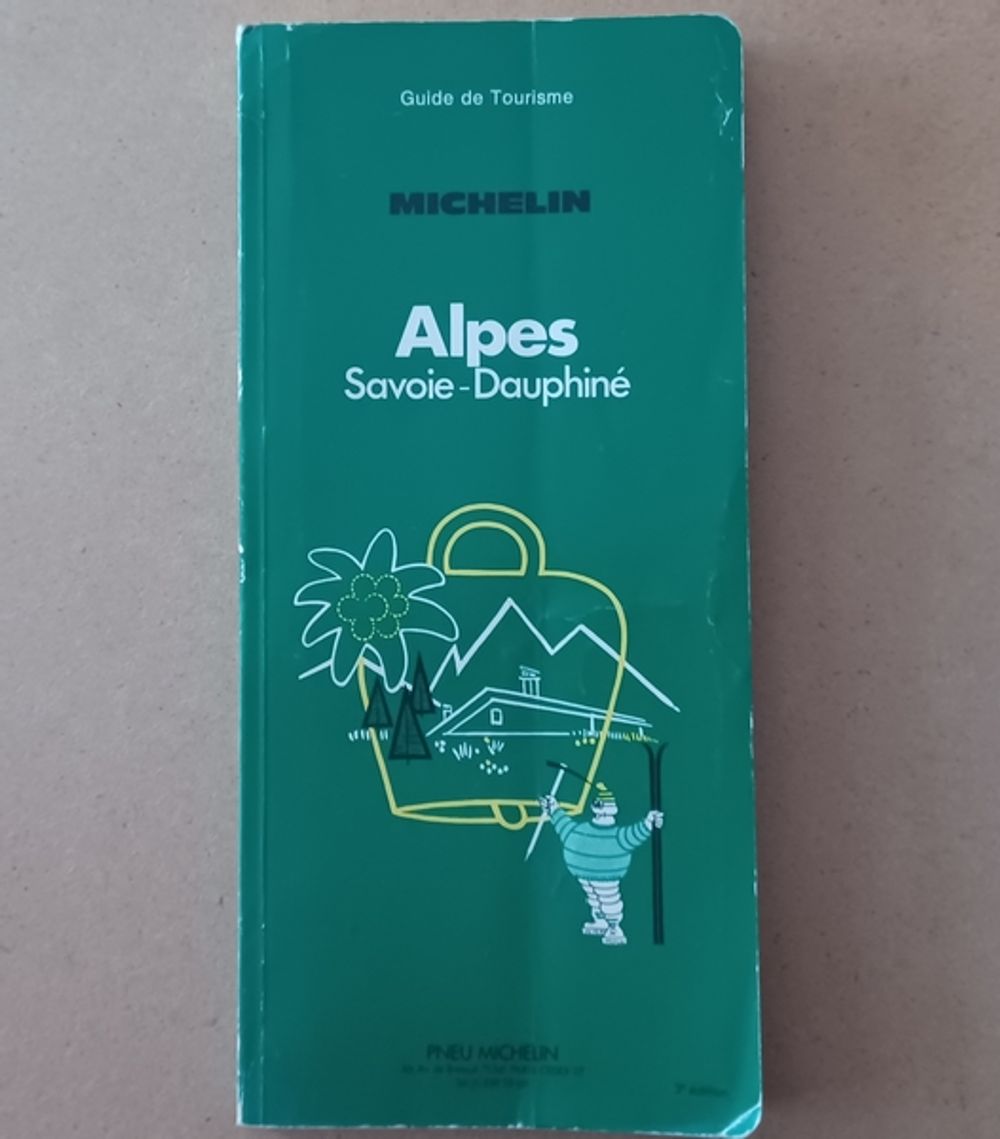 Guide de Tourisme
MICHELIN
Alpes
Savoie-Dauphiné
PNEU MICHELIN